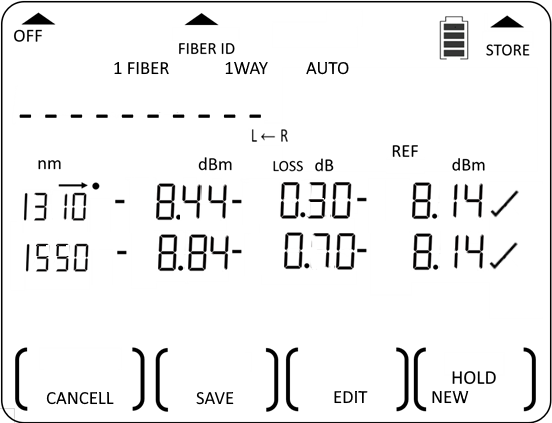 OFF
FIBER ID
STORE
1 FIBER 1WAY AUTO
- - - - - - - - - -
L ← R
nm dBm LOSS dB REF dBm
1310 - 8.44 - 0.30 - 8.14 ✓
1550 - 8.84 - 0.70 - 8.14 ✓
CANCELL SAVE EDIT HOLD
NEW